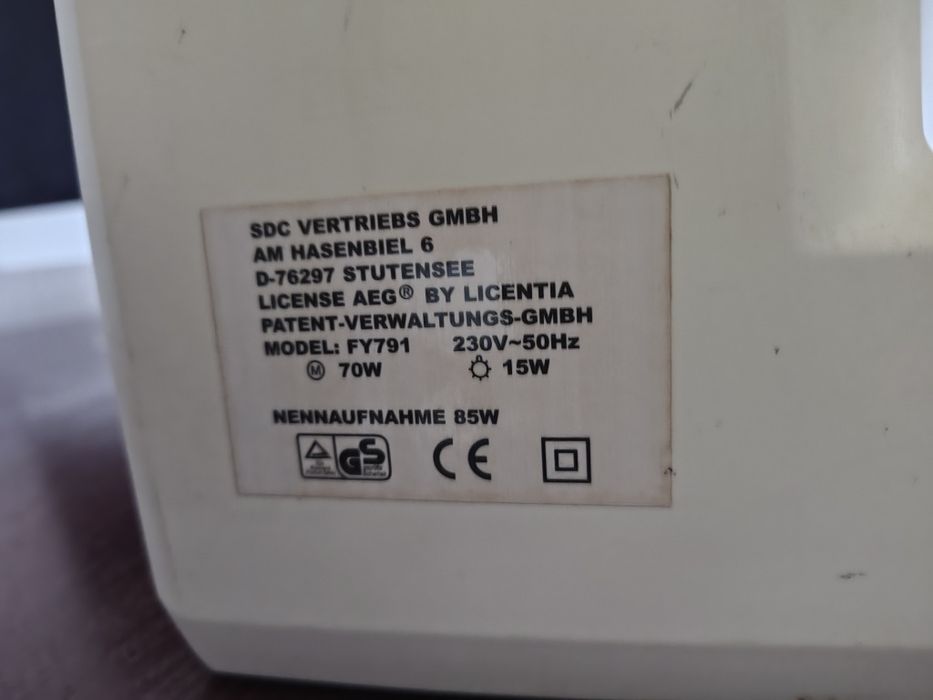 SDC VERTRIEBS GMBH
AM HASENBIEL 6
D-76297 STUTENSEE
LICENSE AEG® BY LICENTIA
PATENT-VERWALTUNGS-GMBH
MODEL: FY791 230V~50Hz
M 70W 15W
NENNAUFNAHME 85W
GS CE